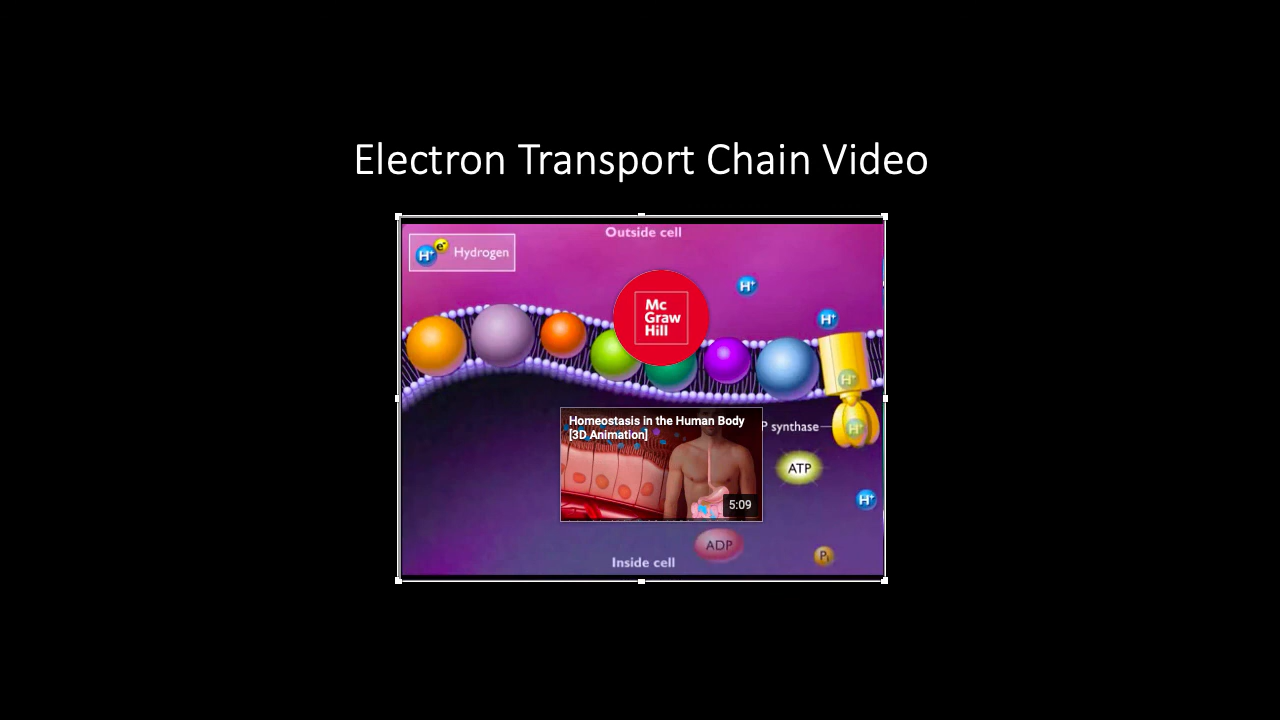 Electron Transport Chain Video
Outside cell
H+ e- Hydrogen
H+
Mc
Graw
Hill
H+
H+
Homeostasis in the Human Body
[3D Animation]
P synthase
H+
ATP
5:09
H+
ADP
Pi
Inside cell